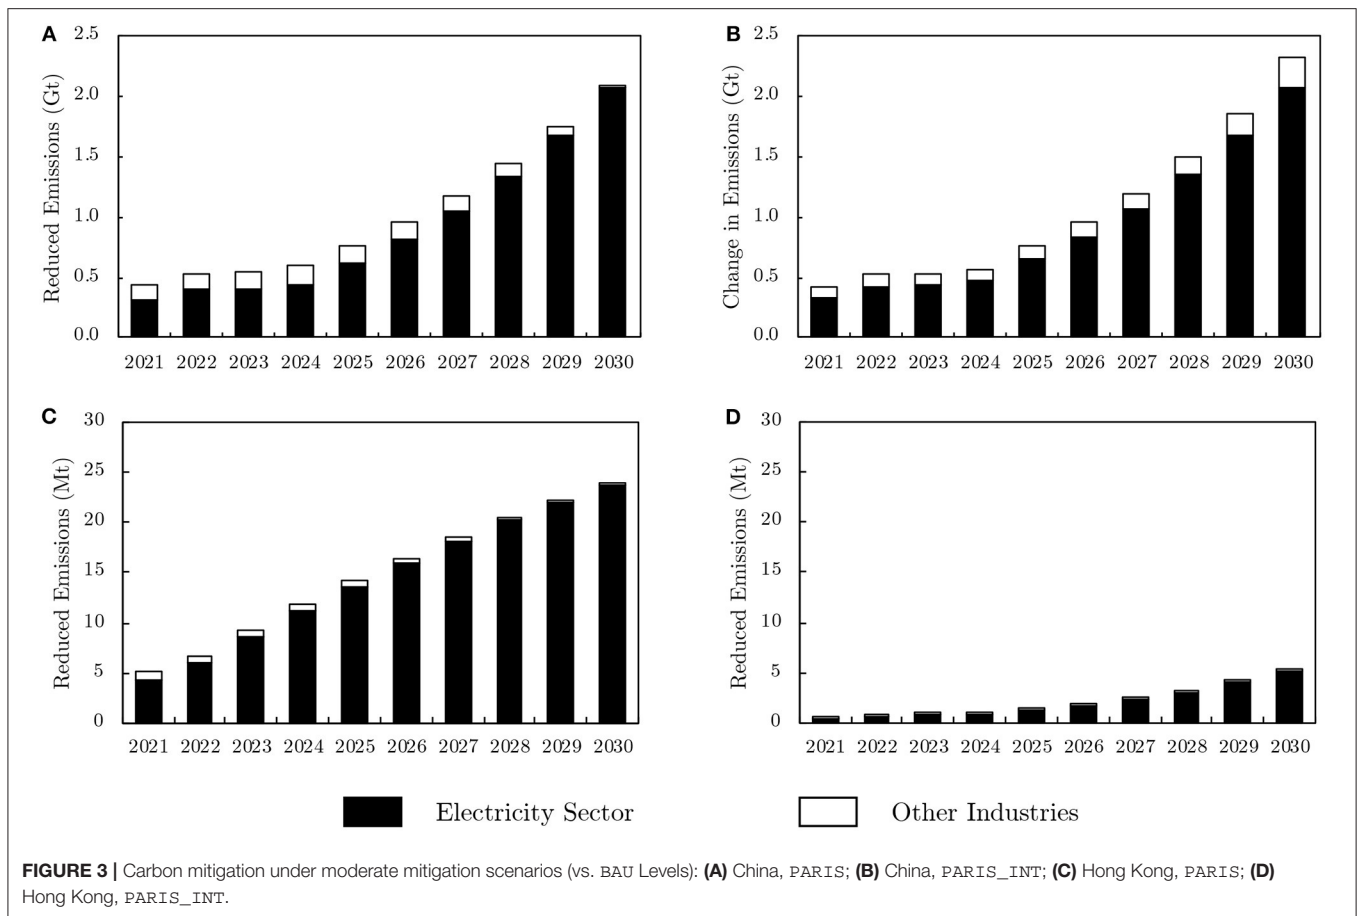 A
Reduced Emissions (Gt)
2.5
2.0
1.5
1.0
0.5
0.0
2021 2022 2023 2024 2025 2026 2027 2028 2029 2030
B
Change in Emissions (Gt)
2.5
2.0
1.5
1.0
0.5
0.0
2021 2022 2023 2024 2025 2026 2027 2028 2029 2030
C
Reduced Emissions (Mt)
30
25
20
15
10
5
0
2021 2022 2023 2024 2025 2026 2027 2028 2029 2030
D
Reduced Emissions (Mt)
30
25
20
15
10
5
0
2021 2022 2023 2024 2025 2026 2027 2028 2029 2030
Electricity Sector
Other Industries
FIGURE 3 | Carbon mitigation under moderate mitigation scenarios (vs. BAU Levels): (A) China, PARIS; (B) China, PARIS_INT; (C) Hong Kong, PARIS; (D)
Hong Kong, PARIS_INT.